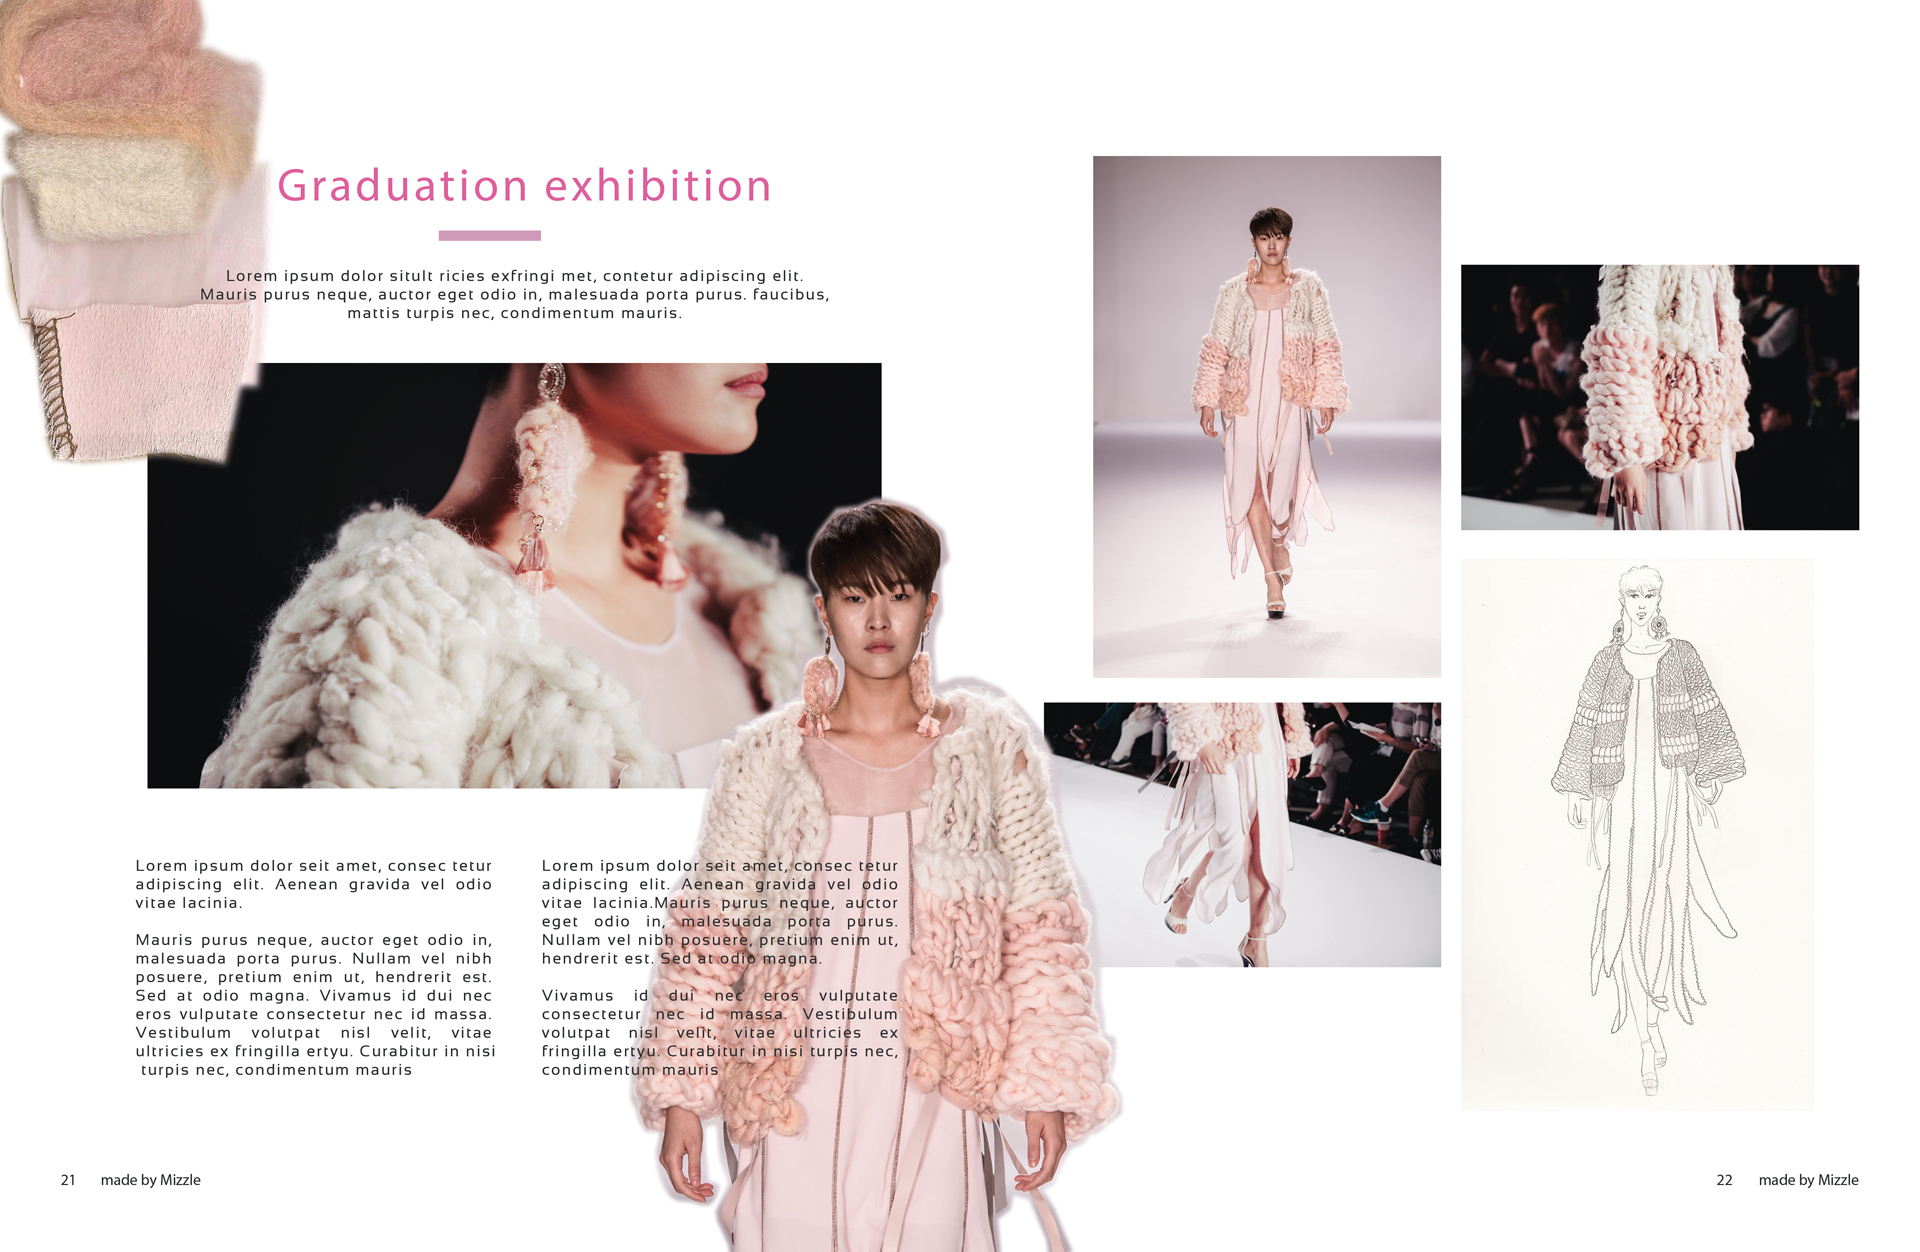 Graduation exhibition
Lorem ipsum dolor sitult ricies exfringi met, contetur adipiscing elit.
Mauris purus neque, auctor eget odio in, malesuada porta purus. faucibus,
mattis turpis nec, condimentum mauris.
Lorem ipsum dolor seit amet, consec tetur
adipiscing elit. Aenean gravida vel odio
vitae lacinia.
Mauris purus neque, auctor eget odio in,
malesuada porta purus. Nullam vel nibh
posuere, pretium enim ut, hendrerit est.
Sed at odio magna. Vivamus id dui nec
eros vulputate consectetur nec id massa.
Vestibulum volutpat nisl velit, vitae
ultricies ex fringilla ertyu. Curabitur in nisi
turpis nec, condimentum mauris
Lorem ipsum dolor seit amet, consec tetur
adipiscing elit. Aenean gravida vel odio
vitae lacinia.Mauris purus neque, auctor
eget odio in, malesuada porta purus.
Nullam vel nibh posuere, pretium enim ut,
hendrerit est. Sed at odio magna.
Vivamus id dui nec eros vulputate
consectetur nec id massa. Vestibulum
volutpat nisl velit, vitae ultricies ex
fringilla ertyu. Curabitur in nisi turpis nec,
condimentum mauris
21 made by Mizzle
22 made by Mizzle